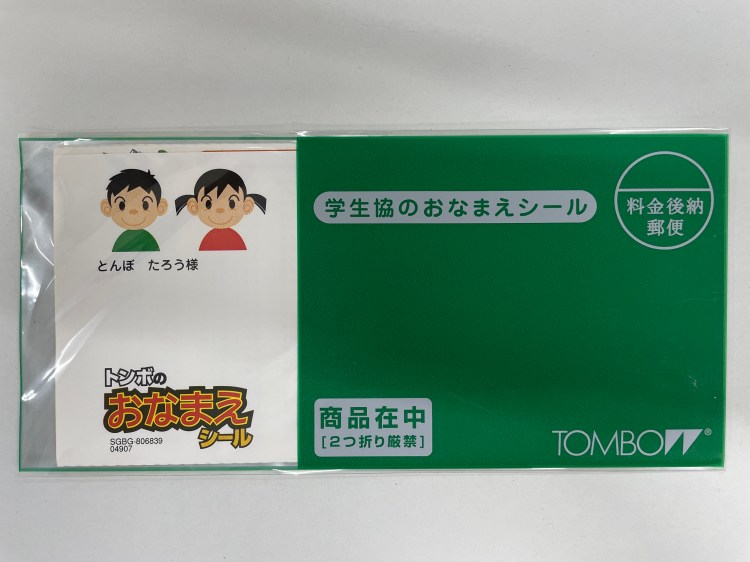 とんぼ　たろう様
トンボの
おなまえ
シール
SGBG-806839
04907
学生協のおなまえシール
料金後納
郵便
商品在中
[2つ折り厳禁]
TOMBOW®